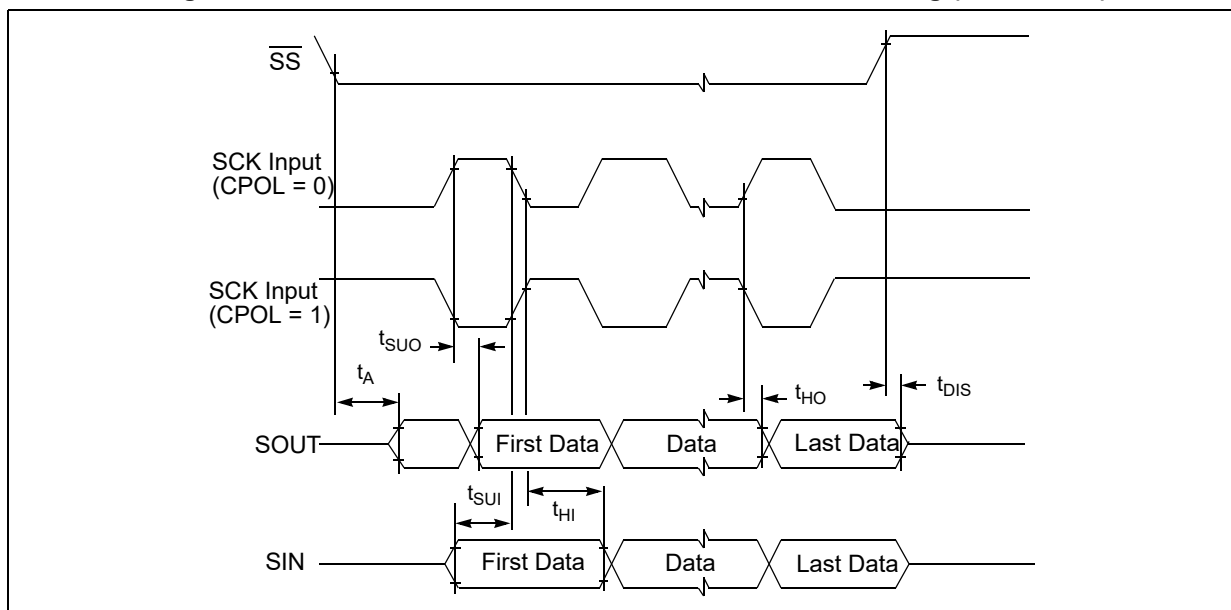 SS
SCK Input
(CPOL = 0)
SCK Input
(CPOL = 1)
tSUO
tA
tHO
tDIS
SOUT
First Data
Data
Last Data
tSUI
tHI
SIN
First Data
Data
Last Data